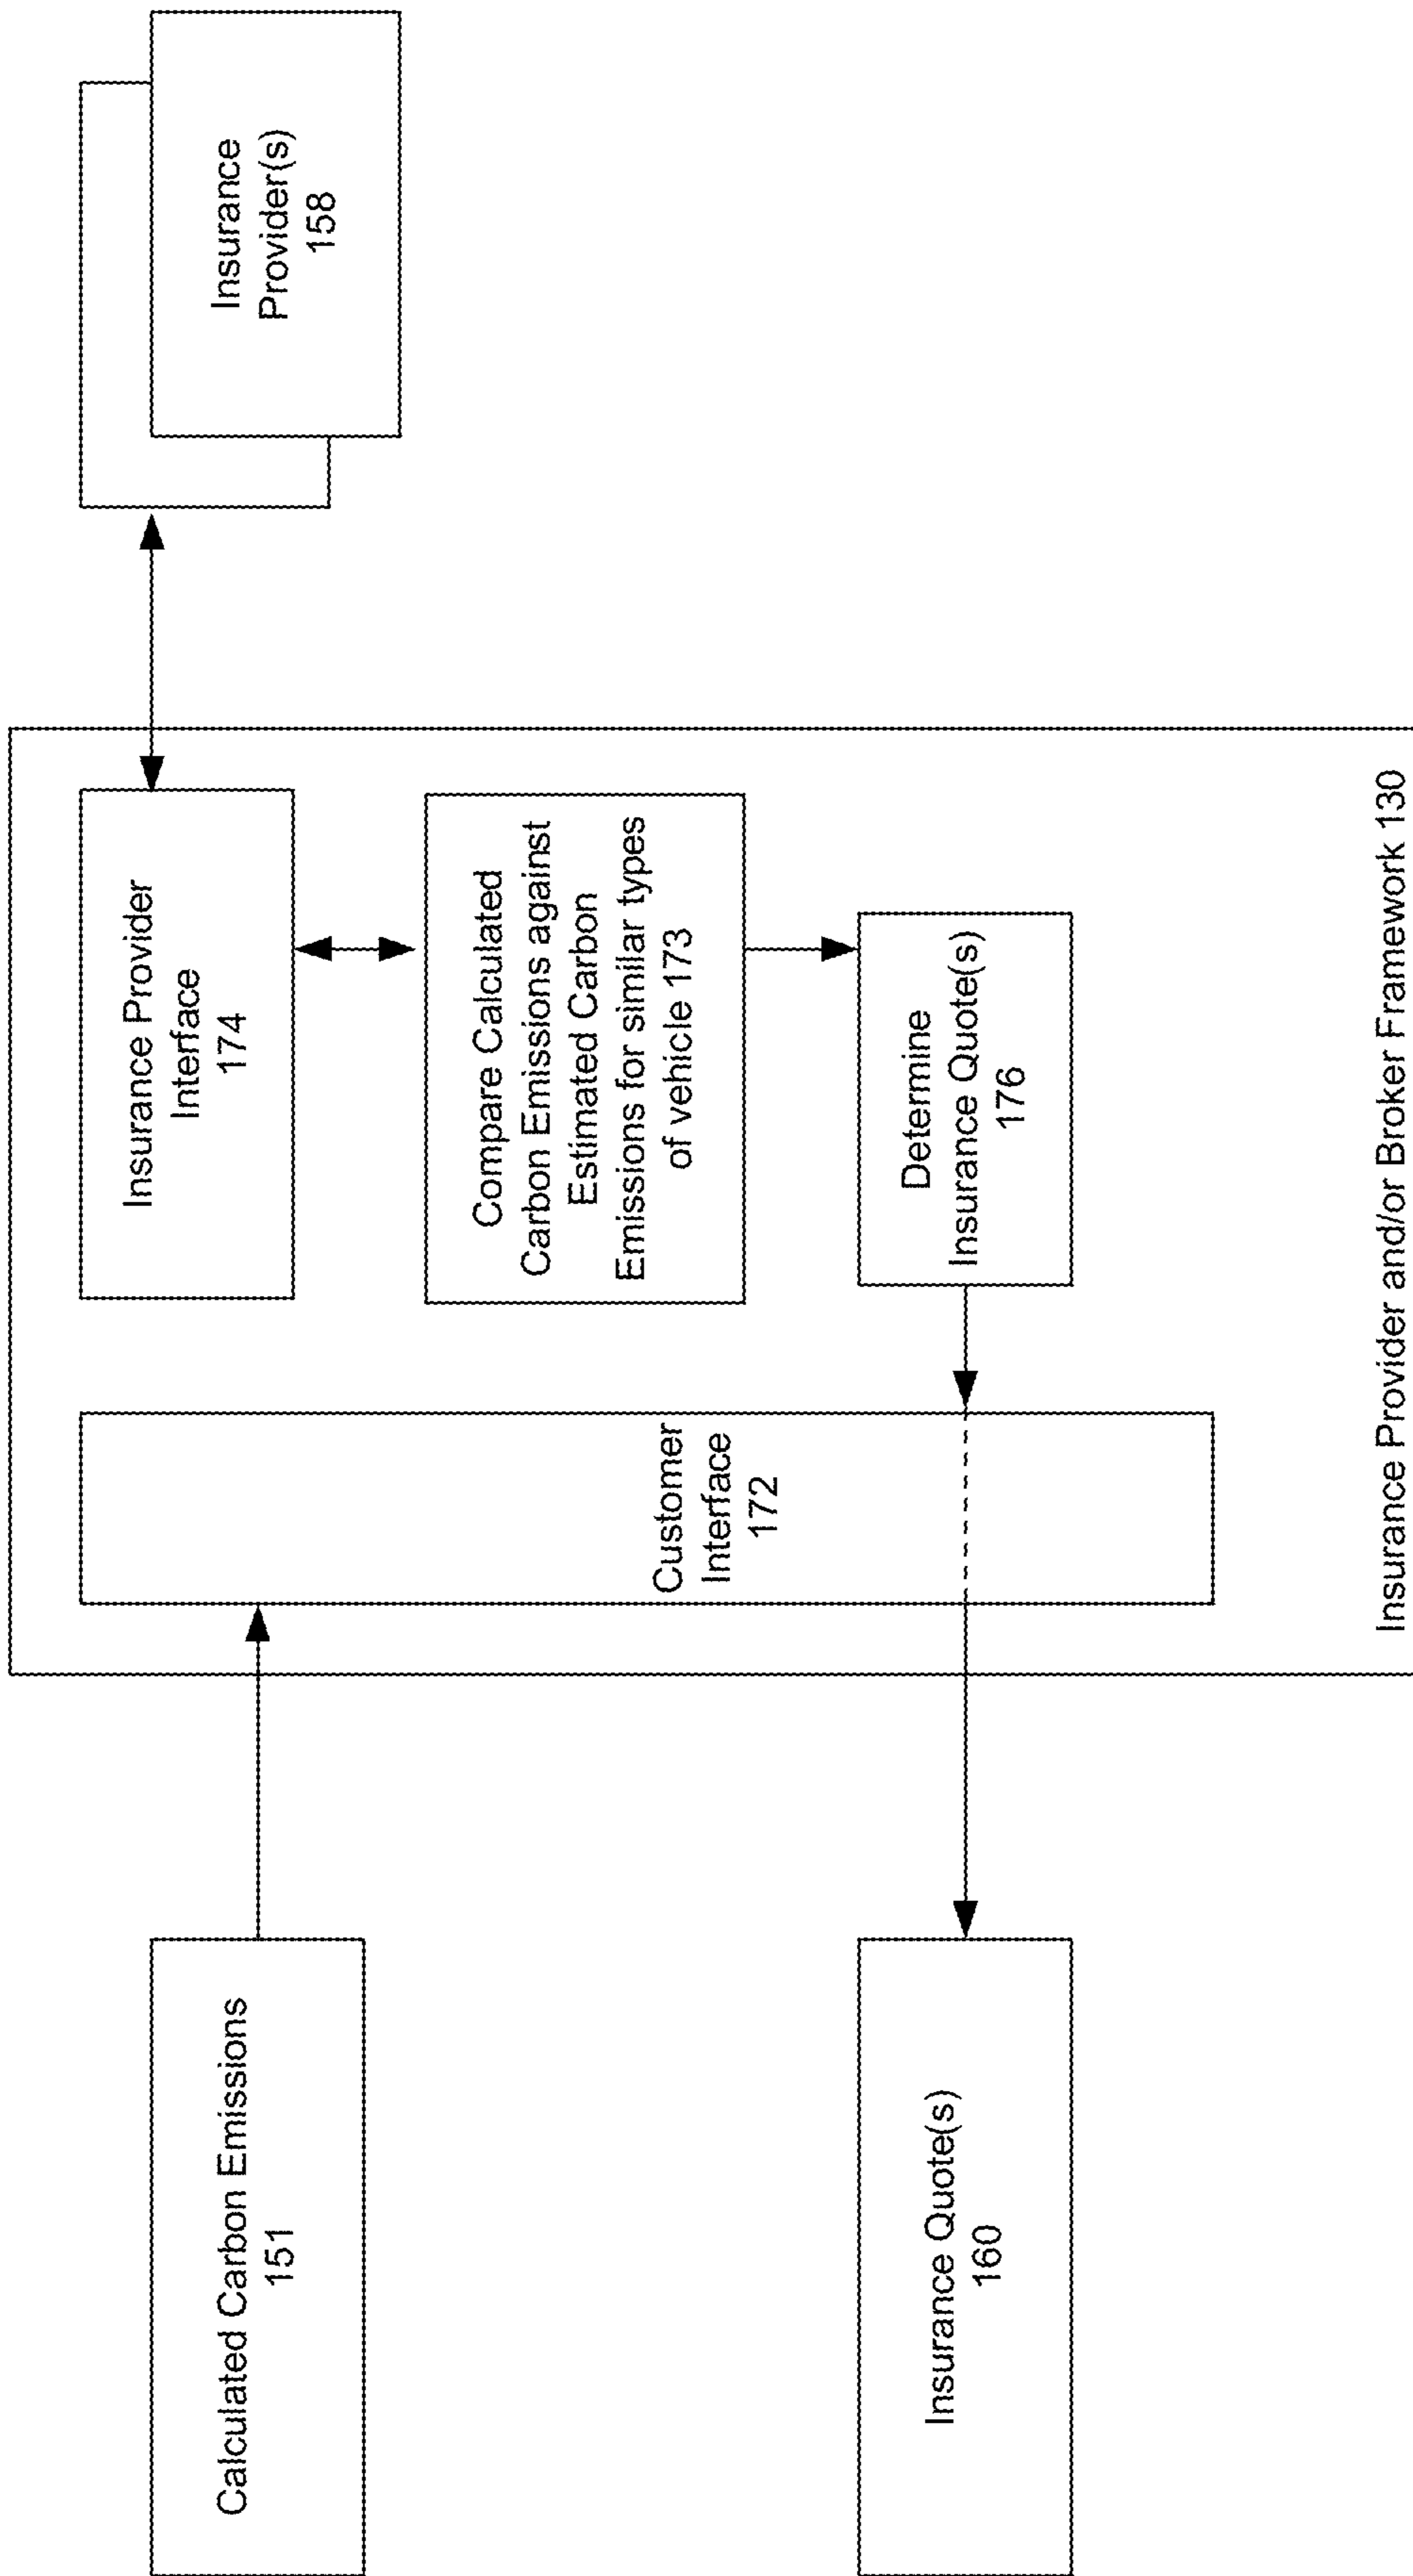 Calculated Carbon Emissions
151
Insurance Quote(s)
160
Customer
Interface
172
Insurance Provider
Interface
174
Compare Calculated
Carbon Emissions against
Estimated Carbon
Emissions for similar types
of vehicle 173
Determine
Insurance Quote(s)
176
Insurance Provider and/or Broker Framework 130
Insurance
Provider(s)
158